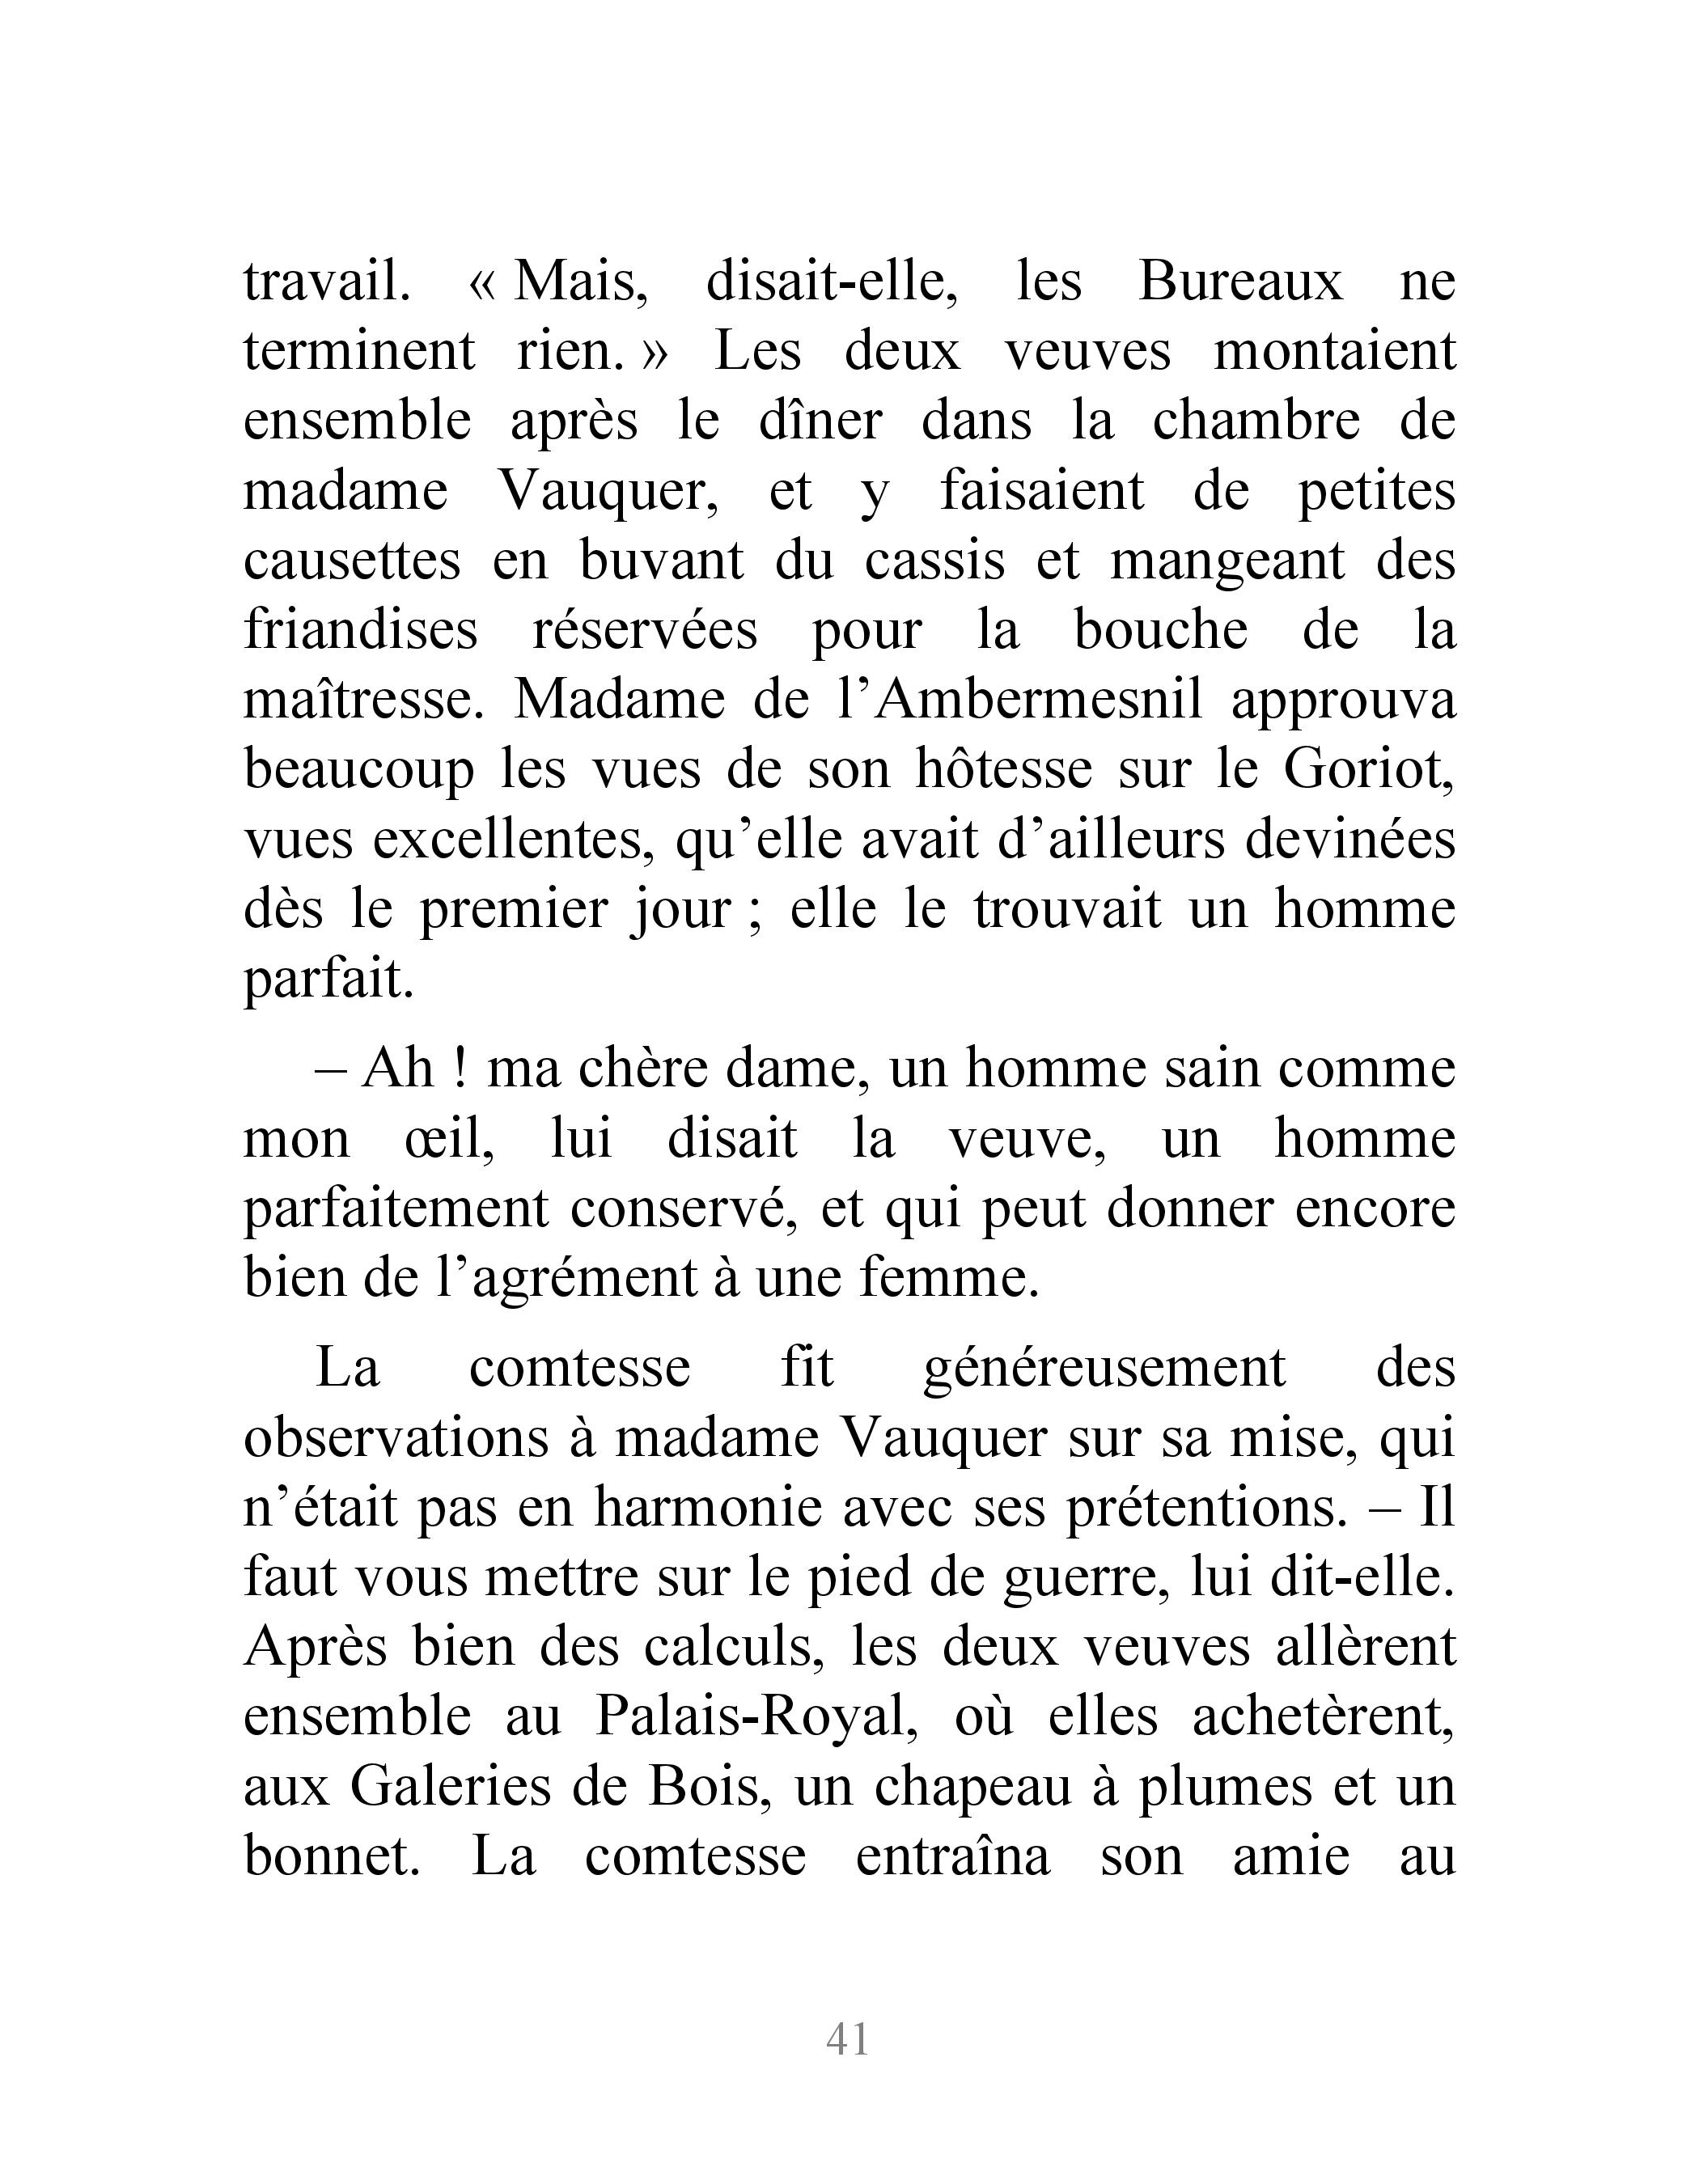 travail. « Mais, disait-elle, les Bureaux ne
terminent rien. » Les deux veuves montaient
ensemble après le dîner dans la chambre de
madame Vauquer, et y faisaient de petites
causettes en buvant du cassis et mangeant des
friandises réservées pour la bouche de la
maîtresse. Madame de l’Ambermesnil approuva
beaucoup les vues de son hôtesse sur le Goriot,
vues excellentes, qu’elle avait d’ailleurs devinées
dès le premier jour ; elle le trouvait un homme
parfait.
– Ah ! ma chère dame, un homme sain comme
mon œil, lui disait la veuve, un homme
parfaitement conservé, et qui peut donner encore
bien de l’agrément à une femme.
La comtesse fit généreusement des
observations à madame Vauquer sur sa mise, qui
n’était pas en harmonie avec ses prétentions. – Il
faut vous mettre sur le pied de guerre, lui dit-elle.
Après bien des calculs, les deux veuves allèrent
ensemble au Palais-Royal, où elles achetèrent,
aux Galeries de Bois, un chapeau à plumes et un
bonnet. La comtesse entraîna son amie au
41